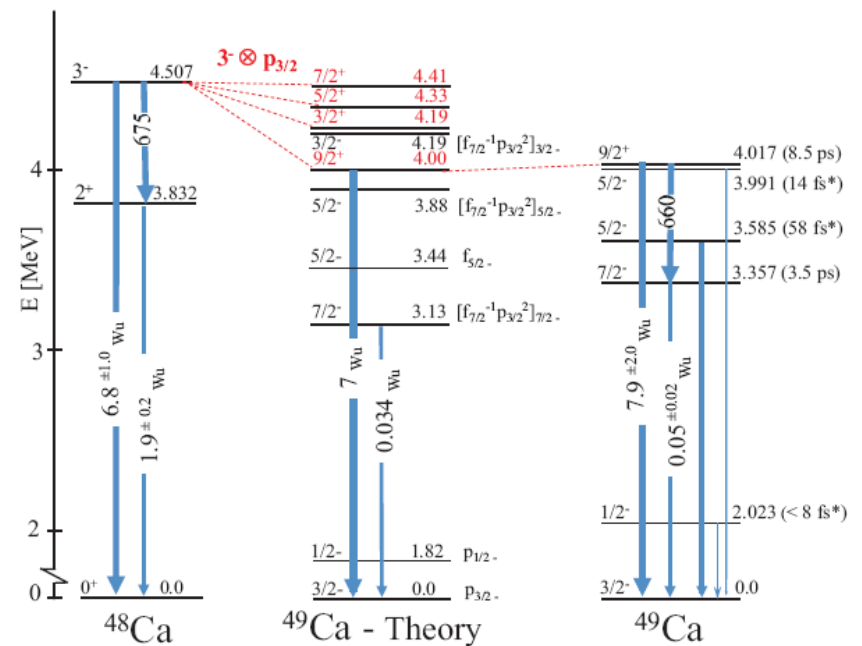 3⁻ ⊗ p₃/₂
3⁻ 4.507
675
2⁺ 3.832
6.8 ±1.0 Wu
1.9 ± 0.2 Wu
0⁺ 0.0
⁴⁸Ca
E [MeV]
4
3
2
0
7/2⁺ 4.41
5/2⁺ 4.33
3/2⁺ 4.19
3/2⁻ 4.19 [f₇/₂⁻¹p₃/₂²]₃/₂₋
9/2⁺ 4.00
5/2⁻ 3.88 [f₇/₂⁻¹p₃/₂²]₅/₂₋
5/2⁻ 3.44 f₅/₂₋
7/2⁻ 3.13 [f₇/₂⁻¹p₃/₂²]₇/₂₋
7 Wu
0.034 Wu
1/2₋ 1.82 p₁/₂₋
3/2₋ 0.0 p₃/₂₋
⁴⁹Ca - Theory
9/2⁺ 4.017 (8.5 ps)
5/2⁻ 3.991 (14 fs*)
660
5/2⁻ 3.585 (58 fs*)
7/2⁻ 3.357 (3.5 ps)
7.9 ±2.0 Wu
0.05 ±0.02 Wu
1/2⁻ 2.023 (< 8 fs*)
3/2⁻ 0.0
⁴⁹Ca